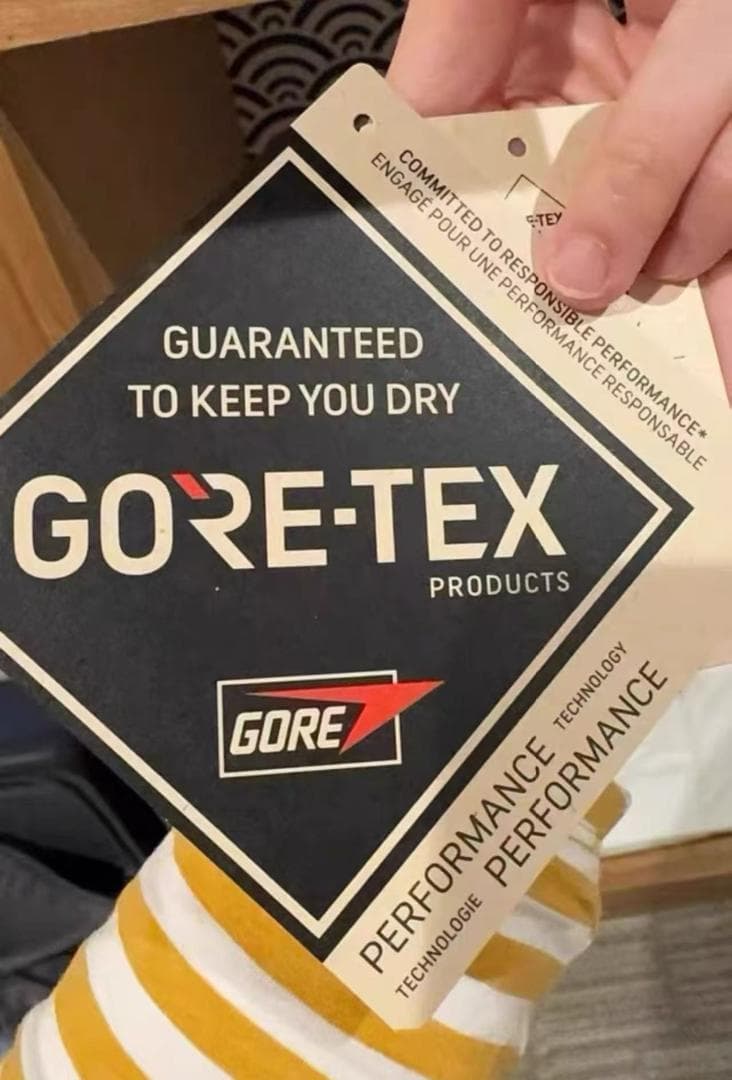 COMMITTED TO RESPONSIBLE PERFORMANCE*
ENGAGÉ POUR UNE PERFORMANCE RESPONSABLE
GUARANTEED
TO KEEP YOU DRY
GORE-TEX
PRODUCTS
GORE
PERFORMANCE TECHNOLOGY
TECHNOLOGIE PERFORMANCE